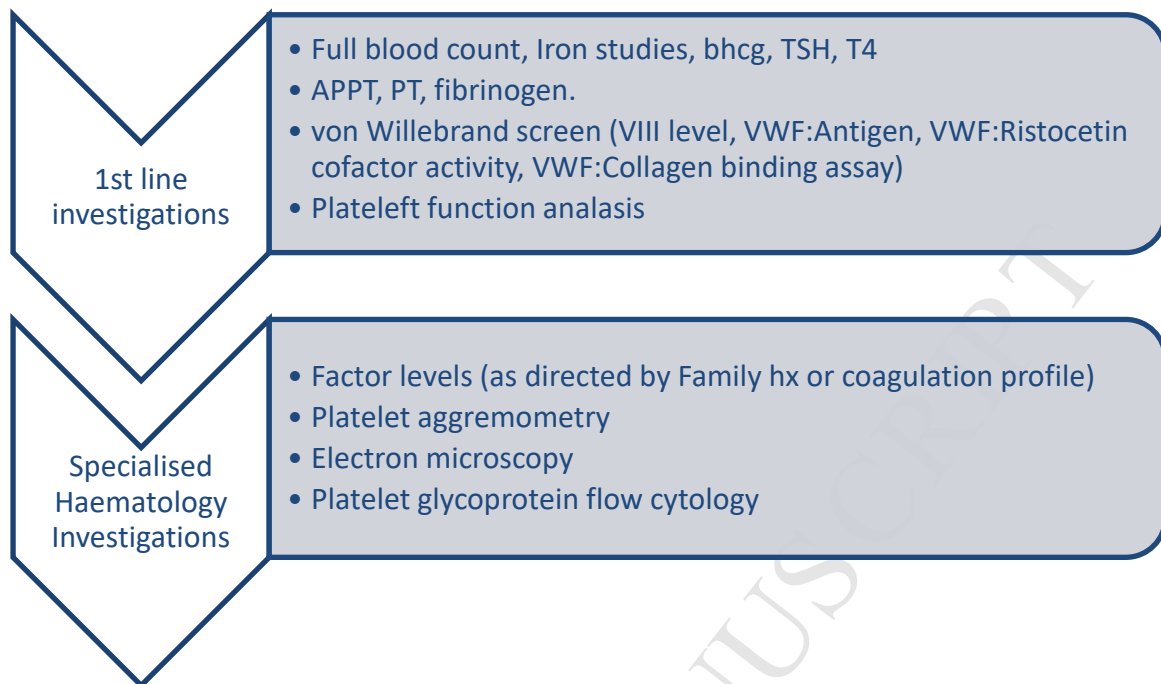 1st line
investigations
• Full blood count, Iron studies, bhcg, TSH, T4
• APPT, PT, fibrinogen.
• von Willebrand screen (VIII level, VWF:Antigen, VWF:Ristocetin
cofactor activity, VWF:Collagen binding assay)
• Plateleft function analasis
Specialised
Haematology
Investigations
• Factor levels (as directed by Family hx or coagulation profile)
• Platelet aggremometry
• Electron microscopy
• Platelet glycoprotein flow cytology
USCRIPT